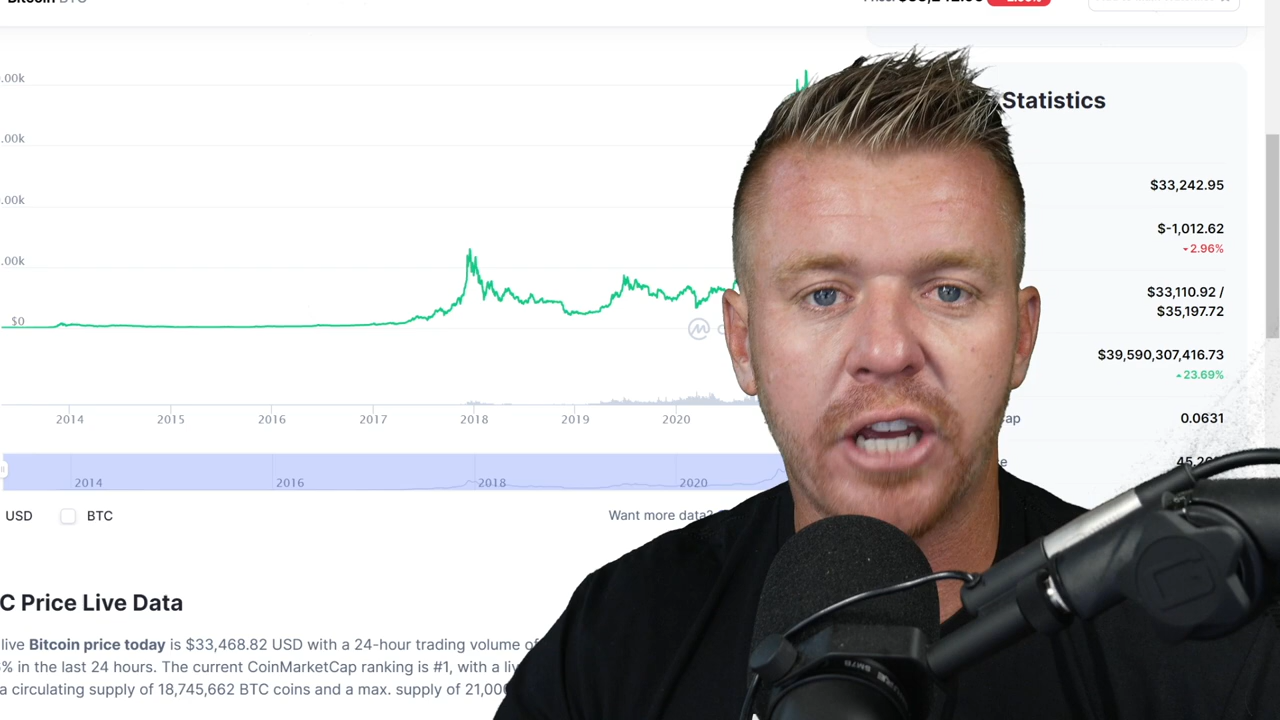 Bitcoin BTC
Statistics
.00k
.00k
$33,242.95
.00k
$-1,012.62
2.96%
.00k
$33,110.92 /
$35,197.72
$0
$39,590,307,416.73
23.69%
2014 2015 2016 2017 2018 2019 2020
0.0631
2014 2016 2018 2020
USD BTC
Want more data?
C Price Live Data
live Bitcoin price today is $33,468.82 USD with a 24-hour trading volume of
% in the last 24 hours. The current CoinMarketCap ranking is #1, with a
a circulating supply of 18,745,662 BTC coins and a max. supply of
SM7B